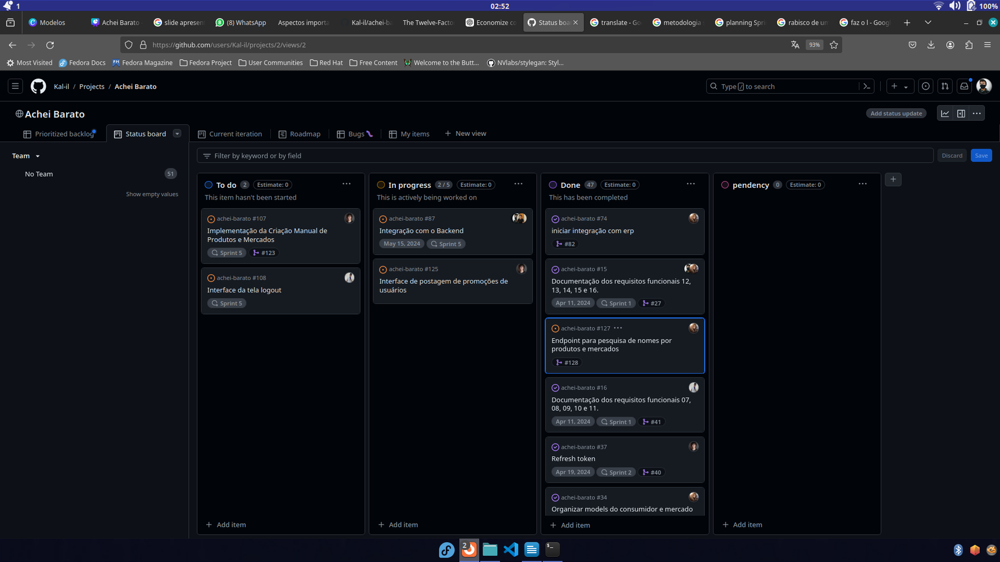 1
02:52
100%
Modelos
Achei Barato
slide apresen
(8) WhatsApp
Aspectos importa
Kal-il/achei-ba
The Twelve-Facto
Economize co
Status boa
translate - Go
metodologia
planning Spri
rabisco de um
faz o l - Googl
https://github.com/users/Kal-il/projects/2/views/2
93%
Most Visited
Fedora Docs
Fedora Magazine
Fedora Project
User Communities
Red Hat
Free Content
Welcome to the Butt...
NVlabs/stylegan: Styl...
Kal-il / Projects / Achei Barato
Type / to search
Achei Barato
Add status update
Prioritized backlog
Status board
Current iteration
Roadmap
Bugs
My items
New view
Team
No Team
51
Show empty values
Filter by keyword or by field
Discard
Save
To do 2 Estimate: 0
This item hasn't been started
achei-barato #107
Implementação da Criação Manual de
Produtos e Mercados
Sprint 5 #123
achei-barato #108
Interface da tela logout
Sprint 5
Add item
In progress 2 / 5 Estimate: 0
This is actively being worked on
achei-barato #87
Integração com o Backend
May 15, 2024 Sprint 5
achei-barato #125
Interface de postagem de promoções de
usuários
Add item
Done 47 Estimate: 0
This has been completed
achei-barato #74
iniciar integração com erp
#82
achei-barato #15
Documentação dos requisitos funcionais 12,
13, 14, 15 e 16.
Apr 11, 2024 Sprint 1 #27
achei-barato #127
Endpoint para pesquisa de nomes por
produtos e mercados
#128
achei-barato #16
Documentação dos requisitos funcionais 07,
08, 09, 10 e 11.
Apr 11, 2024 Sprint 1 #41
achei-barato #37
Refresh token
Apr 19, 2024 Sprint 2 #40
achei-barato #34
Organizar models do consumidor e mercado
Add item
pendency 0 Estimate: 0
Add item
2